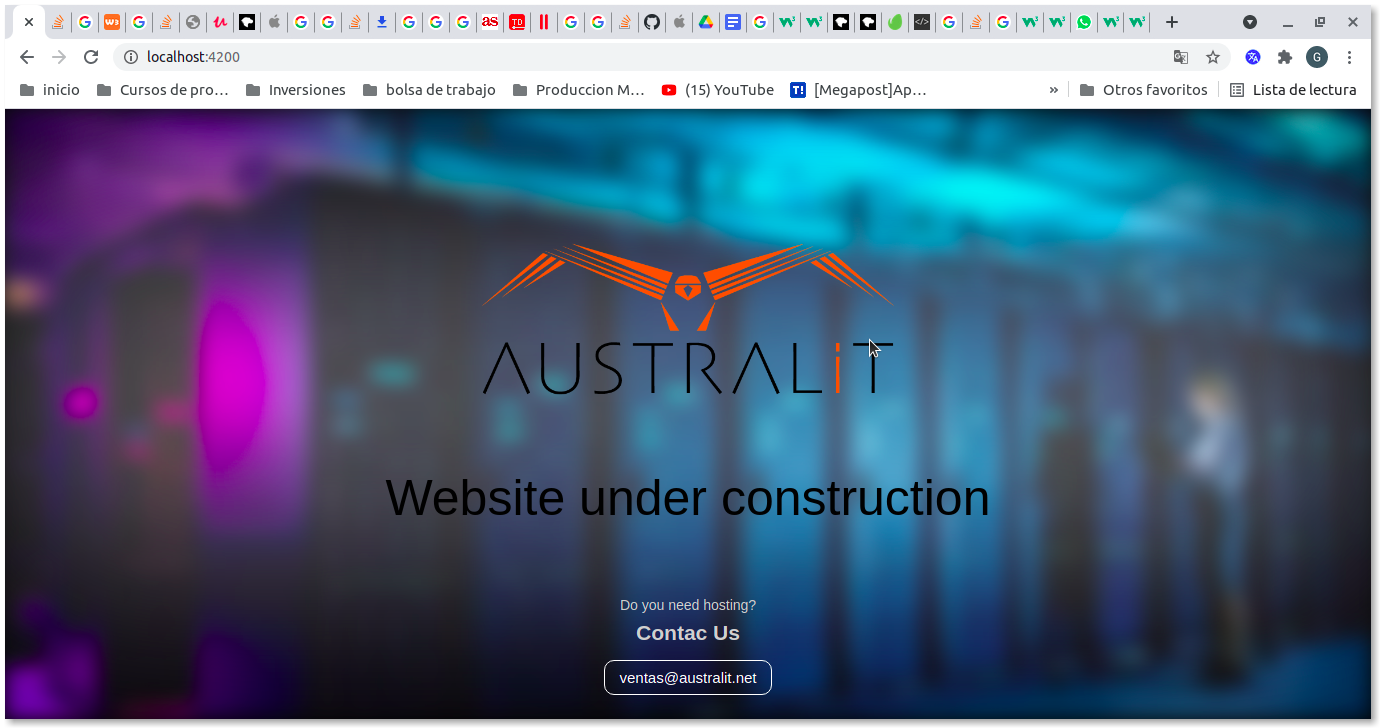 localhost:4200
G
inicio
Cursos de pro…
Inversiones
bolsa de trabajo
Produccion M…
(15) YouTube
T!
[Megapost]Ap…
»
Otros favoritos
Lista de lectura
AUSTRALiT
Website under construction
Do you need hosting?
Contac Us
ventas@australit.net